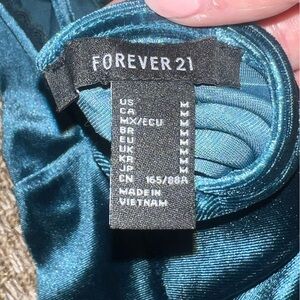 FOREVER 21
US M
CA M
MX/ECU M
BR M
EU M
UK M
KR M
JP M
CN 165/88A
MADE IN
VIETNAM